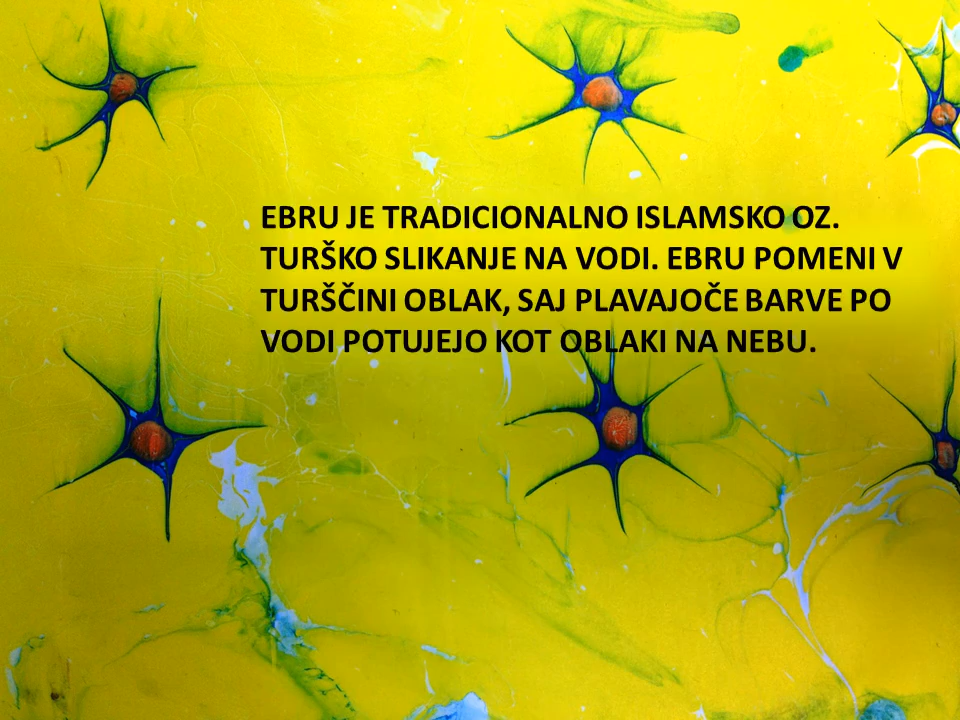 EBRU JE TRADICIONALNO ISLAMSKO OZ.
TURŠKO SLIKANJE NA VODI. EBRU POMENI V
TURŠČINI OBLAK, SAJ PLAVAJOČE BARVE PO
VODI POTUJEJO KOT OBLAKI NA NEBU.